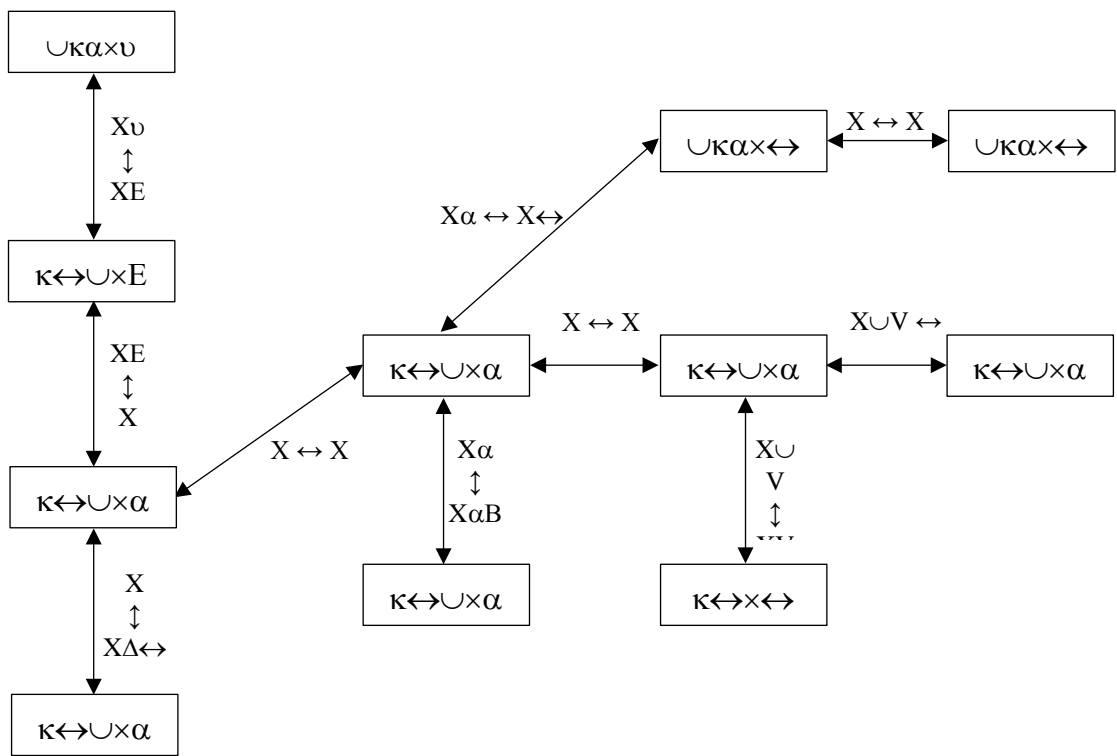 ∪κα×υ
Xυ
↕
XE
κ↔∪×E
XE
↕
X
κ↔∪×α
X
↕
XΔ↔
κ↔∪×α
X ↔ X
Xα ↔ X↔
∪κα×↔
X ↔ X
∪κα×↔
κ↔∪×α
X ↔ X
κ↔∪×α
X∪V ↔
κ↔∪×α
Xα
↕
XαB
κ↔∪×α
X∪
V
↕
κ↔×↔